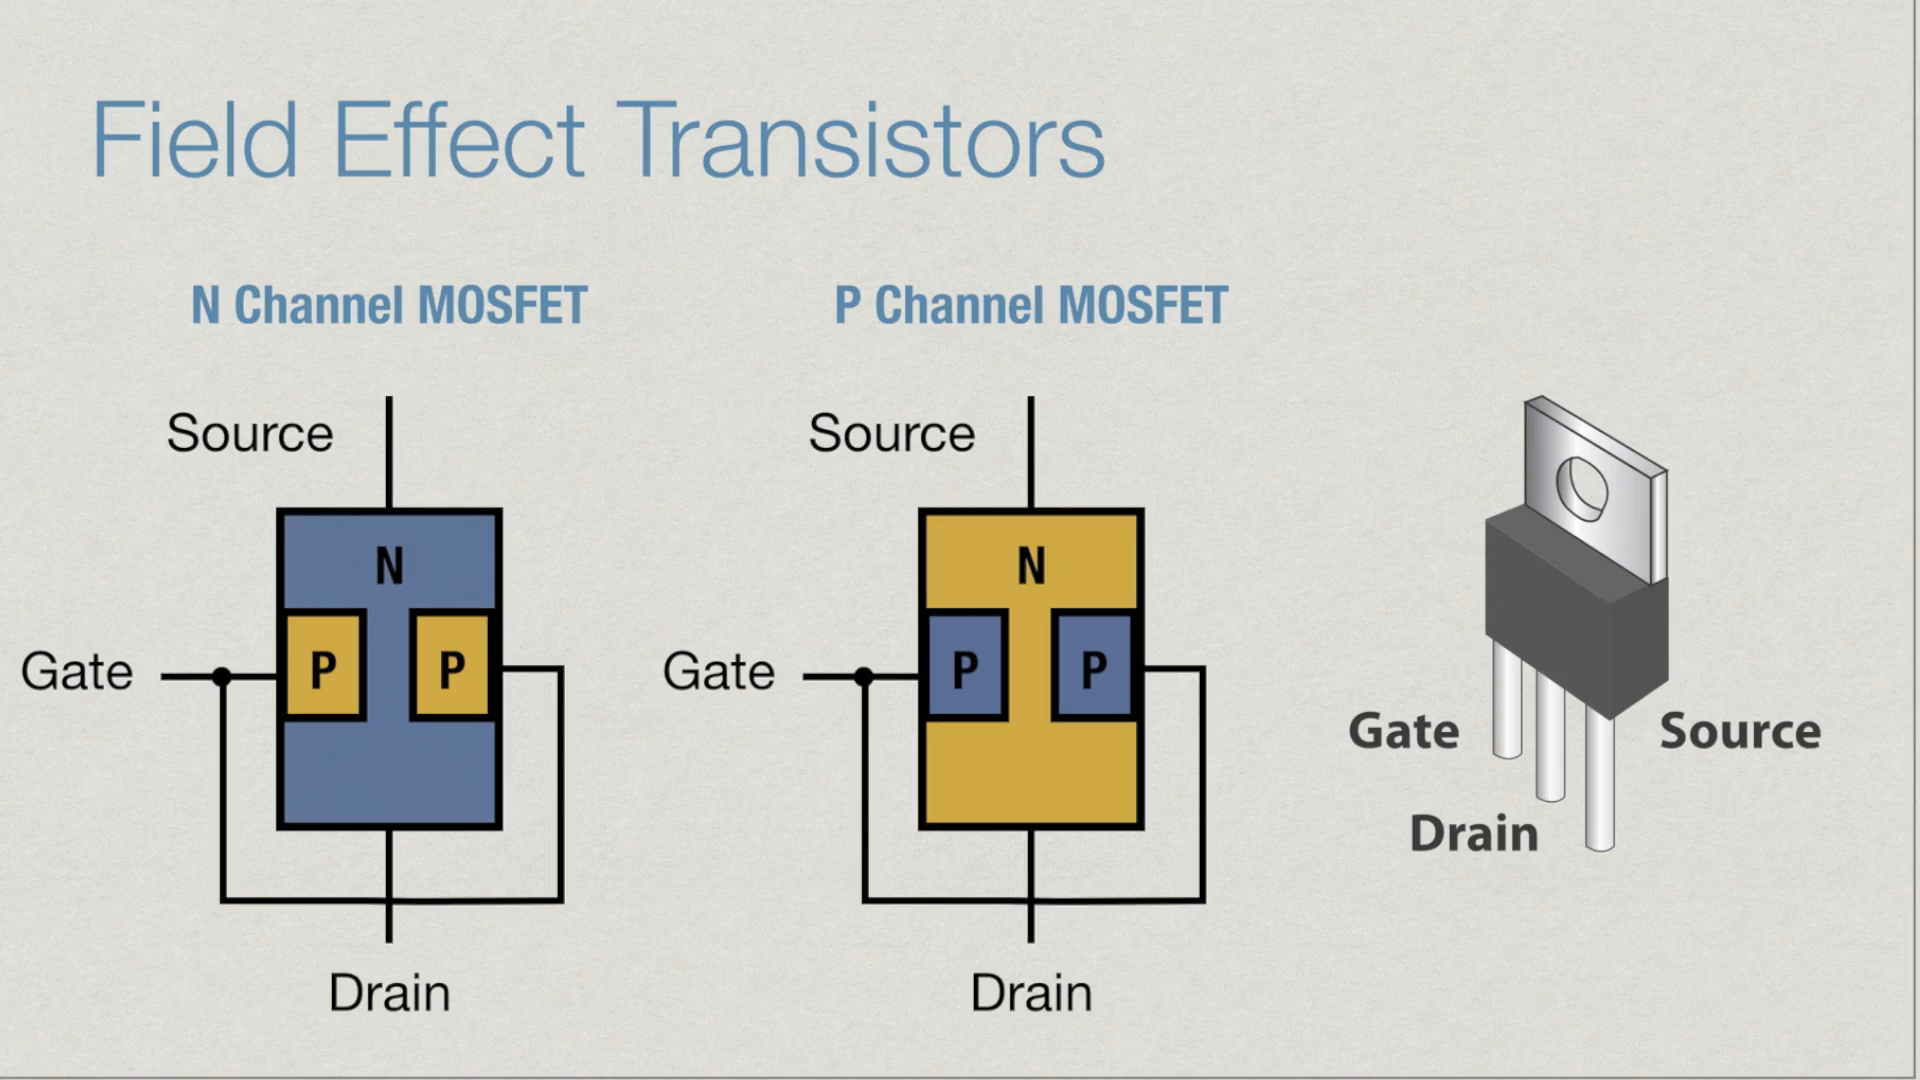 Field Effect Transistors
N Channel MOSFET
Source
N
P P
Gate
Drain
P Channel MOSFET
Source
N
P P
Gate
Drain
Gate
Source
Drain